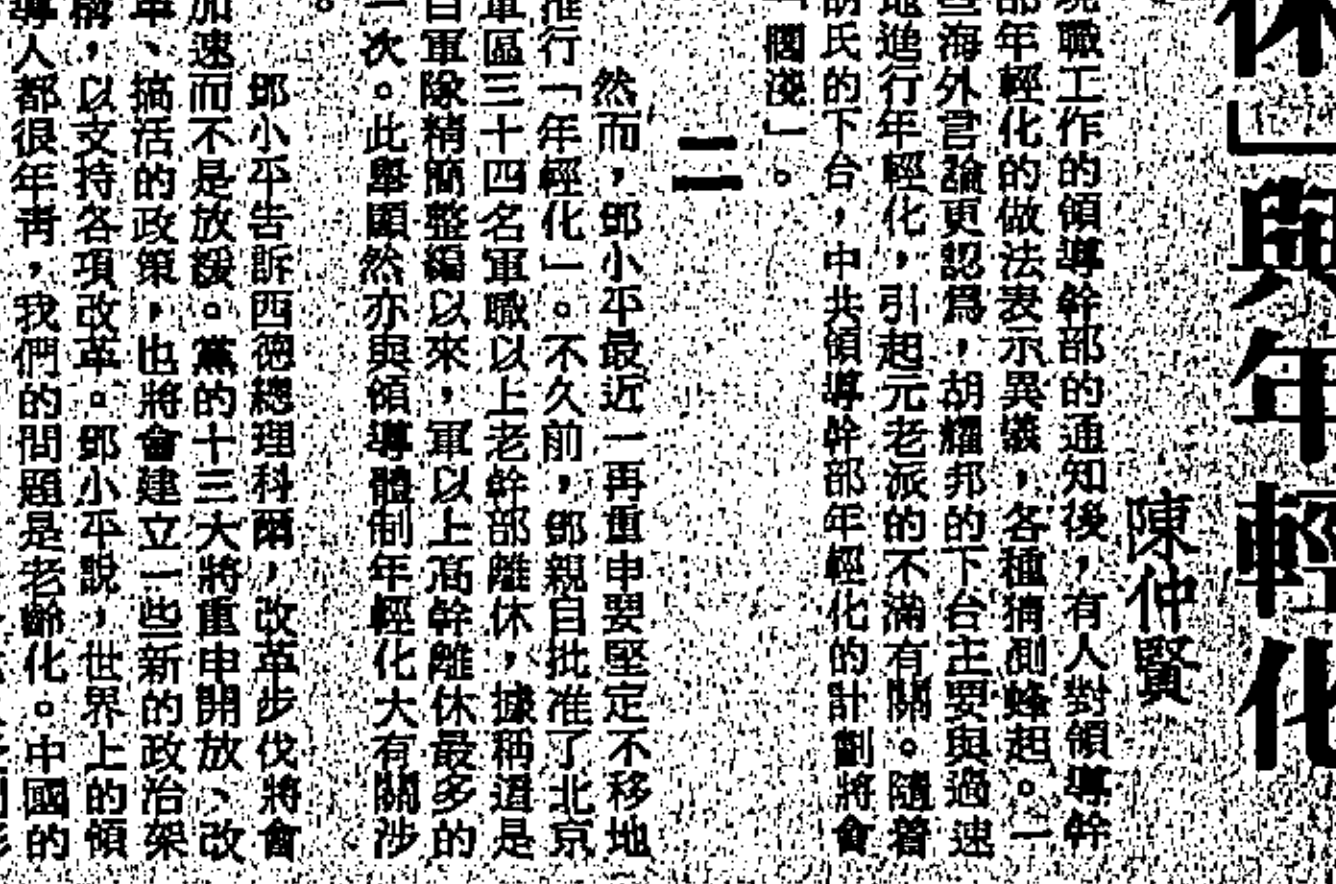 休」與年輕化
陳仲賢
現職工作的領導幹部的通知後,有人對領導幹
部年輕化的做法表示異議,各種猜測蜂起。一
些海外言論更認爲,胡耀邦的下台主要與過速
地進行年輕化,引起元老派的不滿有關。隨着
胡氏的下台,中共領導幹部年輕化的計劃將會
「擱淺」。
二
然而,鄧小平最近一再重申要堅定不移地
推行「年輕化」。不久前,鄧親自批准了北京
軍區三十四名軍職以上老幹部離休,據稱還是
自軍隊精簡整編以來,軍以上高幹離休最多的
一次。此舉顯然亦與領導體制年輕化大有關涉
。
鄧小平告訴西德總理科爾,改革步伐將會
加速而不是放緩。黨的十三大將重申開放、改
革、搞活的政策,也將會建立一些新的政治架
構,以支持各項改革。鄧小平說,世界上的領
導人都很年青,我們的問題是老齡化。中國的